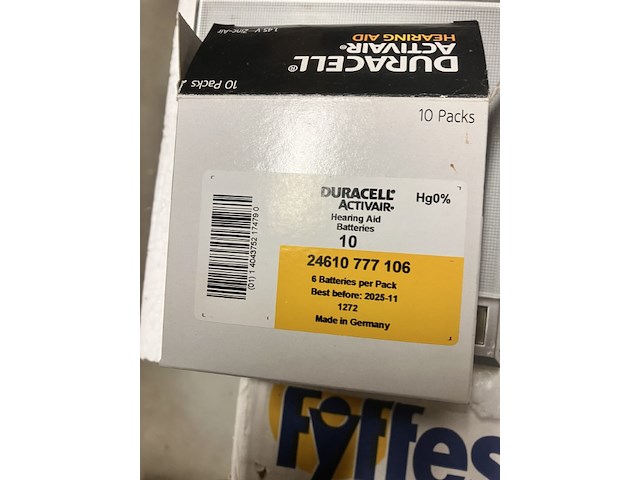 DURACELL®
ACTIVAIR®
HEARING AID
1.45 V - Zinc-Air
10 Packs
10 Packs
DURACELL®
ACTIVAIR®
Hg0%
Hearing Aid
Batteries
10
24610 777 106
6 Batteries per Pack
Best before: 2025-11
1272
Made in Germany
(01) 1 4043752 17479 0
Fyffes